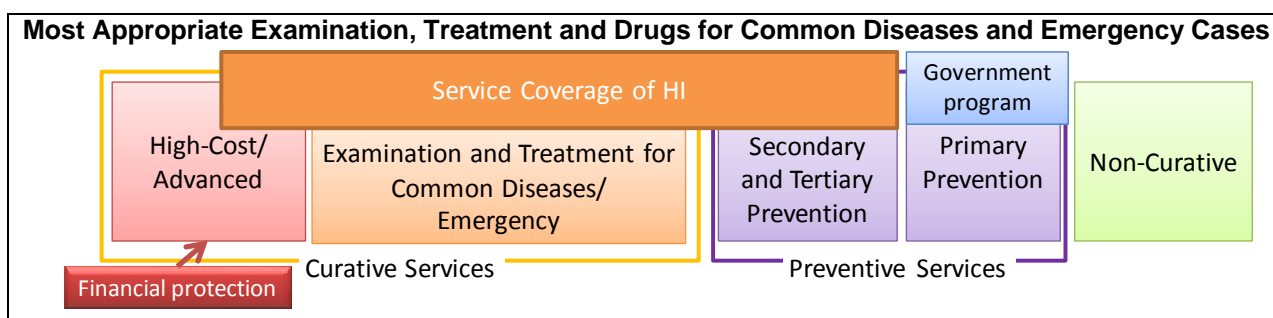 Most Appropriate Examination, Treatment and Drugs for Common Diseases and Emergency Cases
Service Coverage of HI
Government
program
High-Cost/
Advanced
Examination and Treatment for
Common Diseases/
Emergency
Secondary
and Tertiary
Prevention
Primary
Prevention
Non-Curative
Curative Services
Preventive Services
Financial protection